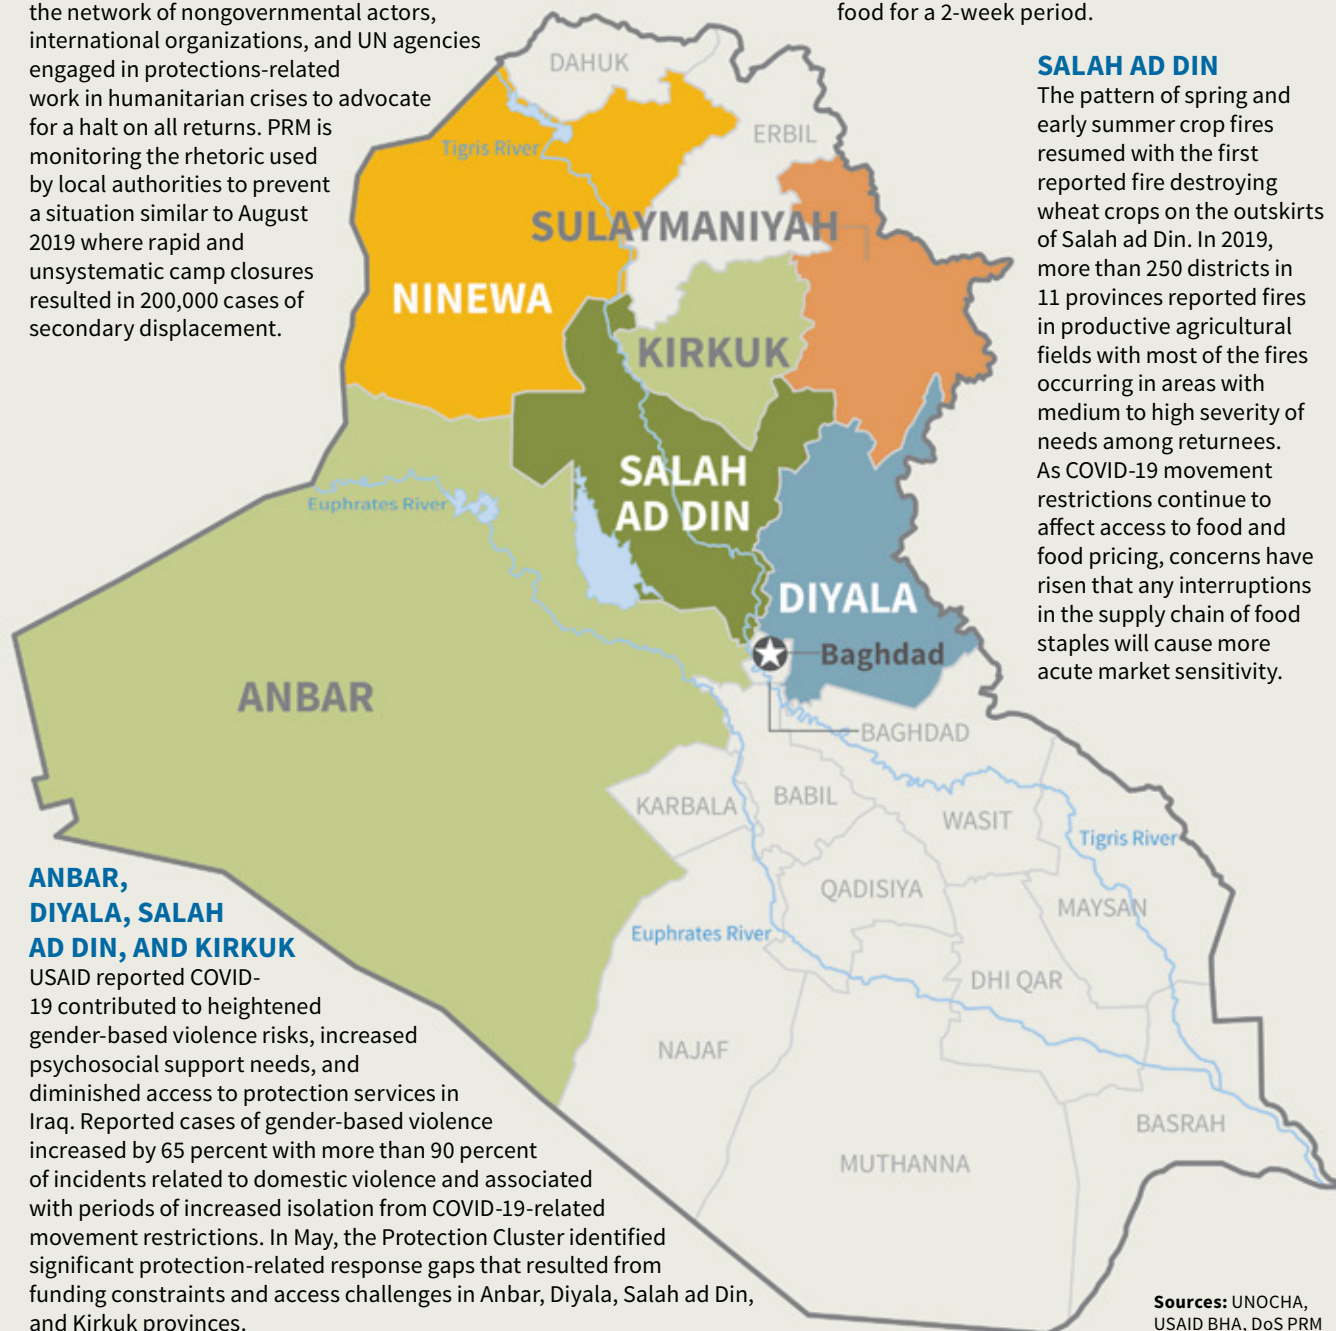 the network of nongovernmental actors,
international organizations, and UN agencies
engaged in protections-related
work in humanitarian crises to advocate
for a halt on all returns. PRM is
monitoring the rhetoric used
by local authorities to prevent
a situation similar to August
2019 where rapid and
unsystematic camp closures
resulted in 200,000 cases of
secondary displacement.
food for a 2-week period.
SALAH AD DIN
The pattern of spring and
early summer crop fires
resumed with the first
reported fire destroying
wheat crops on the outskirts
of Salah ad Din. In 2019,
more than 250 districts in
11 provinces reported fires
in productive agricultural
fields with most of the fires
occurring in areas with
medium to high severity of
needs among returnees.
As COVID-19 movement
restrictions continue to
affect access to food and
food pricing, concerns have
risen that any interruptions
in the supply chain of food
staples will cause more
acute market sensitivity.
DAHUK
ERBIL
Tigris River
SULAYMANIYAH
NINEWA
KIRKUK
SALAH
AD DIN
Euphrates River
DIYALA
Baghdad
ANBAR
BAGHDAD
KARBALA
BABIL
WASIT
Tigris River
QADISIYA
MAYSAN
Euphrates River
DHI QAR
NAJAF
BASRAH
MUTHANNA
ANBAR,
DIYALA, SALAH
AD DIN, AND KIRKUK
USAID reported COVID-
19 contributed to heightened
gender-based violence risks, increased
psychosocial support needs, and
diminished access to protection services in
Iraq. Reported cases of gender-based violence
increased by 65 percent with more than 90 percent
of incidents related to domestic violence and associated
with periods of increased isolation from COVID-19-related
movement restrictions. In May, the Protection Cluster identified
significant protection-related response gaps that resulted from
funding constraints and access challenges in Anbar, Diyala, Salah ad Din,
and Kirkuk provinces.
Sources: UNOCHA,
USAID BHA, DoS PRM